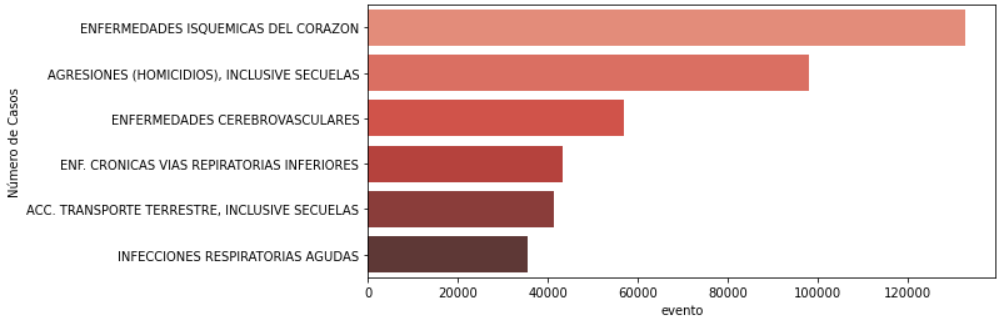 ENFERMEDADES ISQUEMICAS DEL CORAZON
AGRESIONES (HOMICIDIOS), INCLUSIVE SECUELAS
ENFERMEDADES CEREBROVASCULARES
ENF. CRONICAS VIAS REPIRATORIAS INFERIORES
ACC. TRANSPORTE TERRESTRE, INCLUSIVE SECUELAS
INFECCIONES RESPIRATORIAS AGUDAS
Número de Casos
0 20000 40000 60000 80000 100000 120000
evento